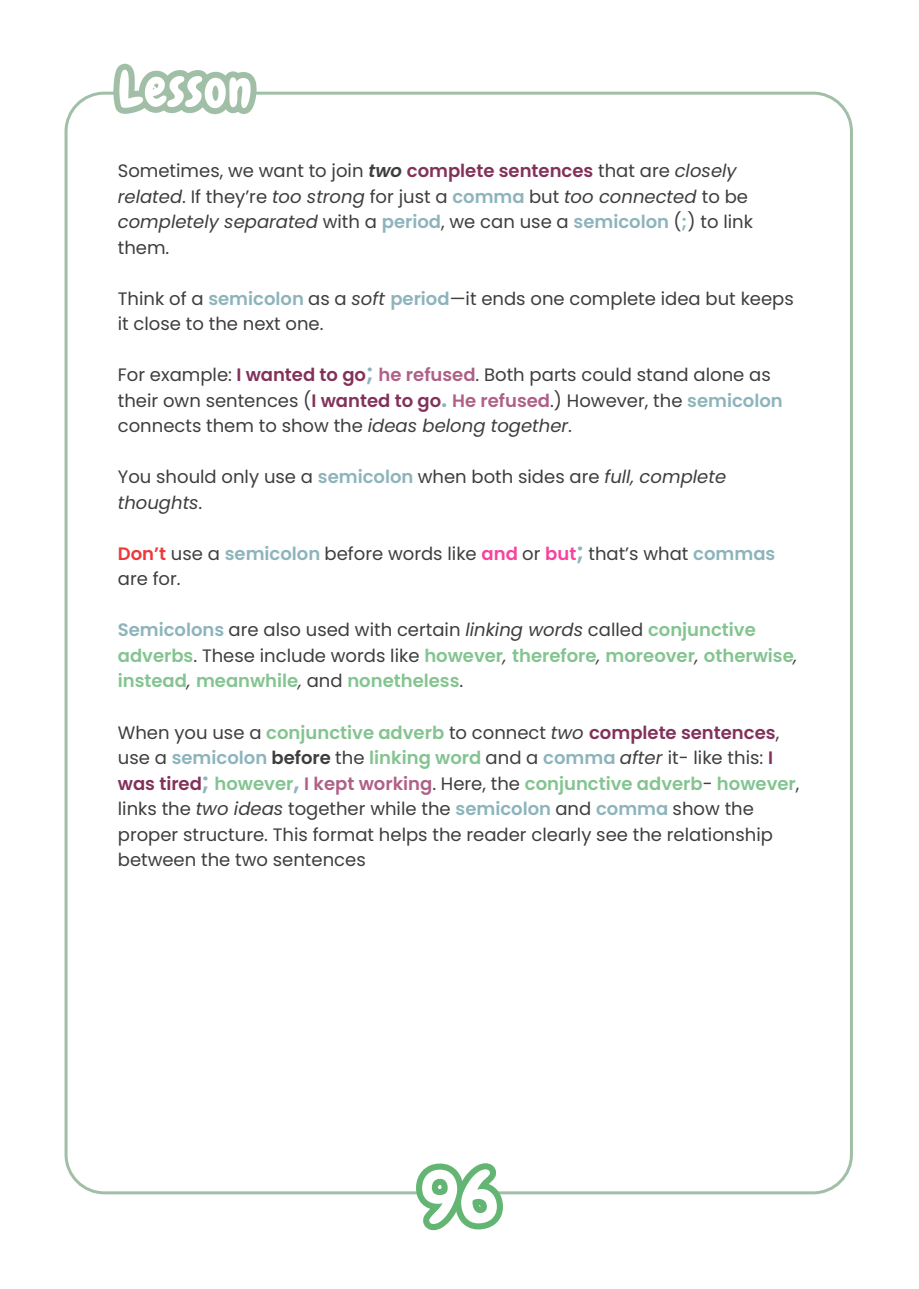 Lesson
Sometimes, we want to join two complete sentences that are closely
related. If they’re too strong for just a comma but too connected to be
completely separated with a period, we can use a semicolon (;) to link
them.
Think of a semicolon as a soft period—it ends one complete idea but keeps
it close to the next one.
For example: I wanted to go; he refused. Both parts could stand alone as
their own sentences (I wanted to go. He refused.) However, the semicolon
connects them to show the ideas belong together.
You should only use a semicolon when both sides are full, complete
thoughts.
Don’t use a semicolon before words like and or but; that’s what commas
are for.
Semicolons are also used with certain linking words called conjunctive
adverbs. These include words like however, therefore, moreover, otherwise,
instead, meanwhile, and nonetheless.
When you use a conjunctive adverb to connect two complete sentences,
use a semicolon before the linking word and a comma after it- like this: I
was tired; however, I kept working. Here, the conjunctive adverb- however,
links the two ideas together while the semicolon and comma show the
proper structure. This format helps the reader clearly see the relationship
between the two sentences
96